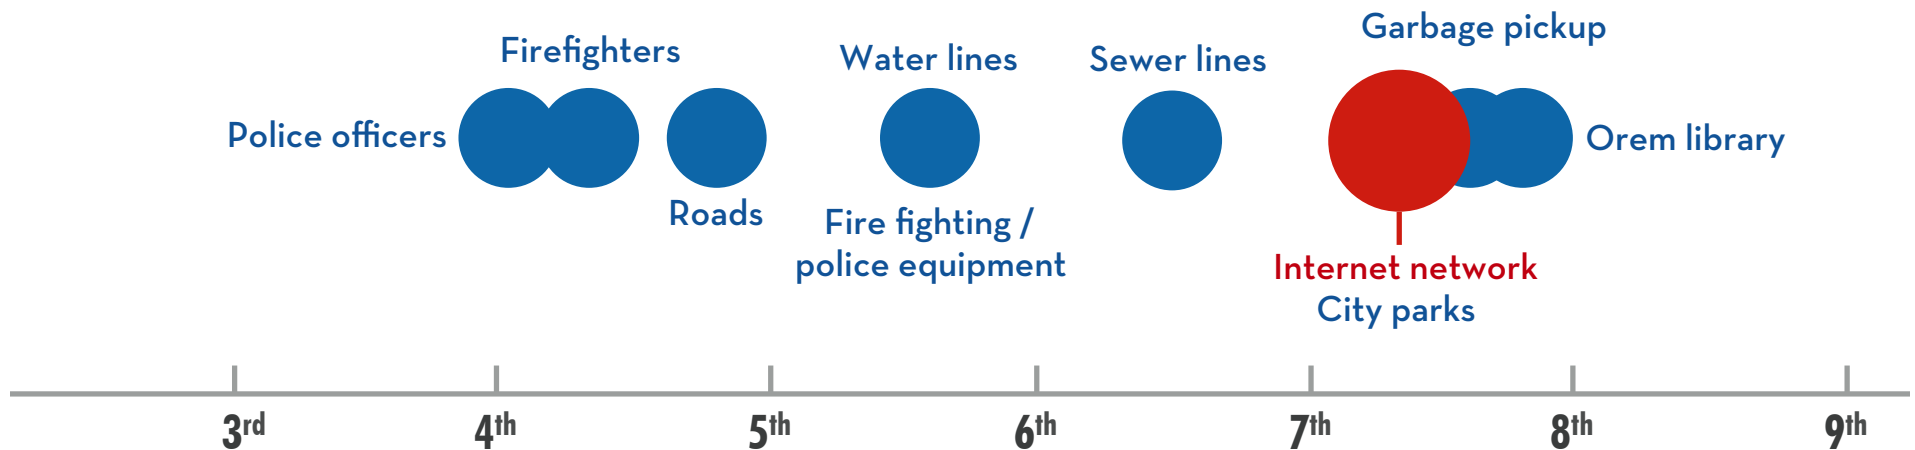 Garbage pickup
Firefighters
Water lines
Sewer lines
Police officers
Orem library
Roads
Fire fighting /
police equipment
Internet network
City parks
3rd 4th 5th 6th 7th 8th 9th